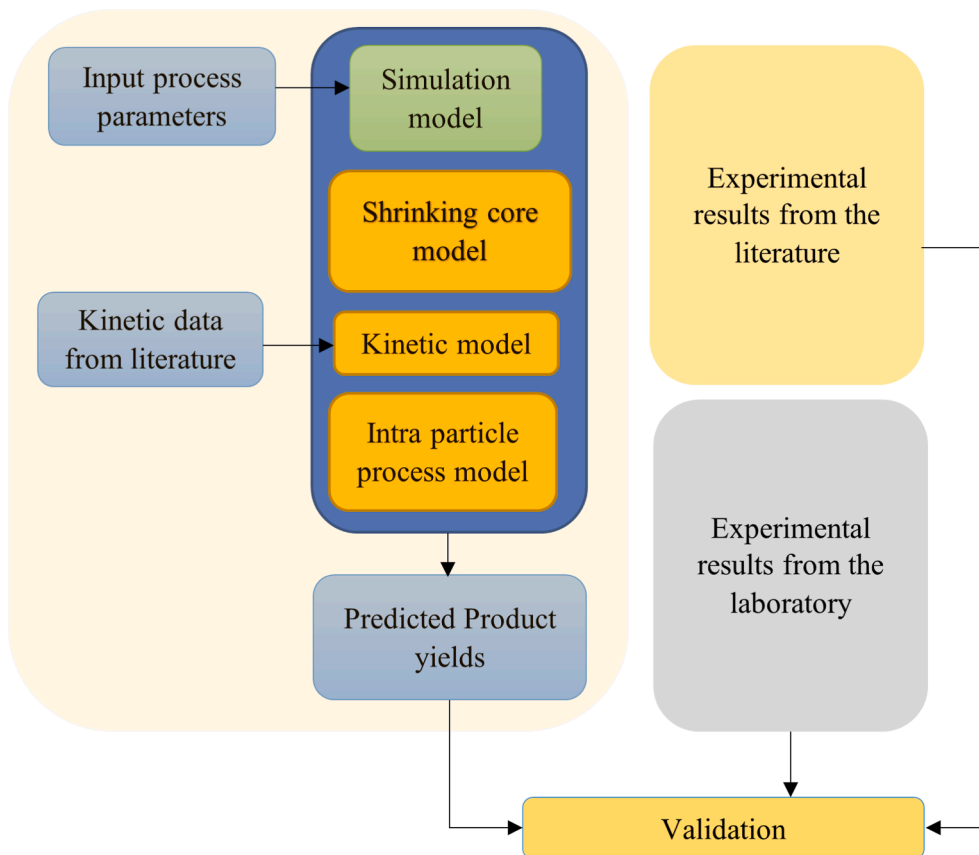 Input process
parameters
Simulation
model
Shrinking core
model
Kinetic data
from literature
Kinetic model
Intra particle
process model
Predicted Product
yields
Experimental
results from the
literature
Experimental
results from the
laboratory
Validation